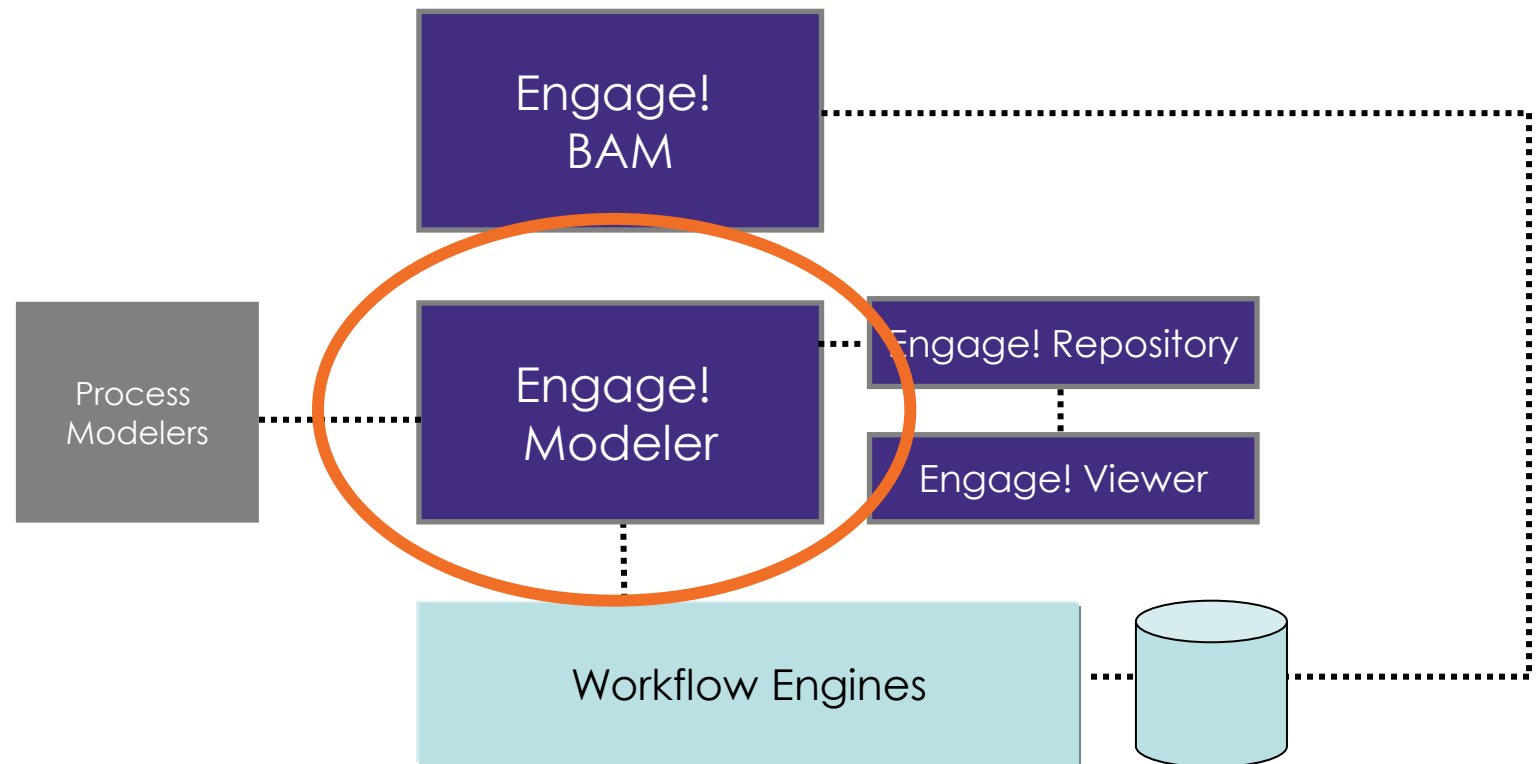 Engage!
BAM
Process
Modelers
Engage!
Modeler
Engage! Repository
Engage! Viewer
Workflow Engines